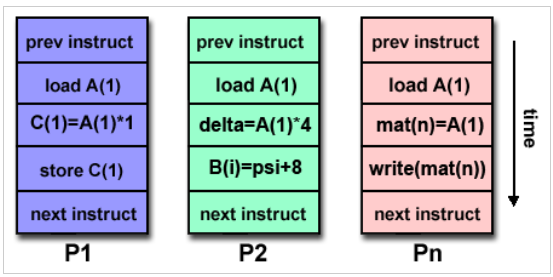 prev instruct
load A(1)
C(1)=A(1)*1
store C(1)
next instruct
P1
prev instruct
load A(1)
delta=A(1)*4
B(i)=psi+8
next instruct
P2
prev instruct
load A(1)
mat(n)=A(1)
write(mat(n))
next instruct
Pn
time